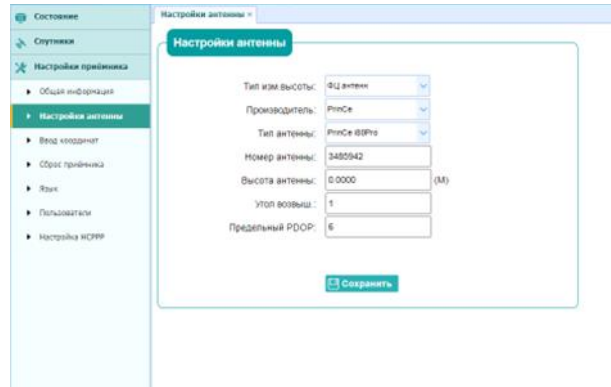 Состояние
Спутники
Настройки приёмника
Общая информация
Настройки антенны
Ввод координат
Сброс приёмника
Язык
Пользователи
Настройка HCPPP
Настройки антенны ×
Настройки антенны
Тип изм.высоты: ФЦ антенн
Производитель: PrinCe
Тип антенны: PrinCe i80Pro
Номер антенны: 3485942
Высота антенны: 0.0000 (М)
Угол возвыш.: 1
Предельный PDOP: 6
Сохранить